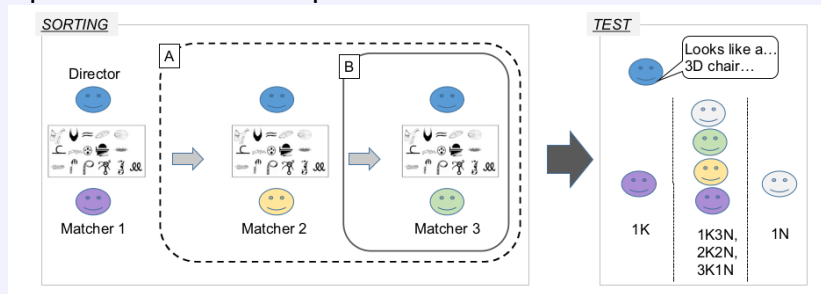 SORTING
TEST
A
B
Looks like a…
3D chair…
Director
Matcher 1
Matcher 2
Matcher 3
1K
1K3N,
2K2N,
3K1N
1N